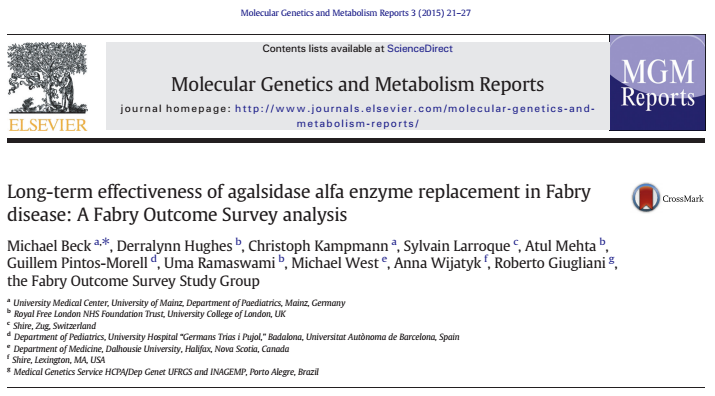 Molecular Genetics and Metabolism Reports 3 (2015) 21–27
Contents lists available at ScienceDirect
Molecular Genetics and Metabolism Reports
journal homepage: http://www.journals.elsevier.com/molecular-genetics-and-
metabolism-reports/
ELSEVIER
MGM
Reports
Long-term effectiveness of agalsidase alfa enzyme replacement in Fabry
disease: A Fabry Outcome Survey analysis
CrossMark
Michael Beck a,*, Derralynn Hughes b, Christoph Kampmann a, Sylvain Larroque c, Atul Mehta b,
Guillem Pintos-Morell d, Uma Ramaswami b, Michael West e, Anna Wijatyk f, Roberto Giugliani g,
the Fabry Outcome Survey Study Group
a University Medical Center, University of Mainz, Department of Paediatrics, Mainz, Germany
b Royal Free London NHS Foundation Trust, University College of London, UK
c Shire, Zug, Switzerland
d Department of Pediatrics, University Hospital "Germans Trias i Pujol," Badalona, Universitat Autònoma de Barcelona, Spain
e Department of Medicine, Dalhousie University, Halifax, Nova Scotia, Canada
f Shire, Lexington, MA, USA
g Medical Genetics Service HCPA/Dep Genet UFRGS and INAGEMP, Porto Alegre, Brazil